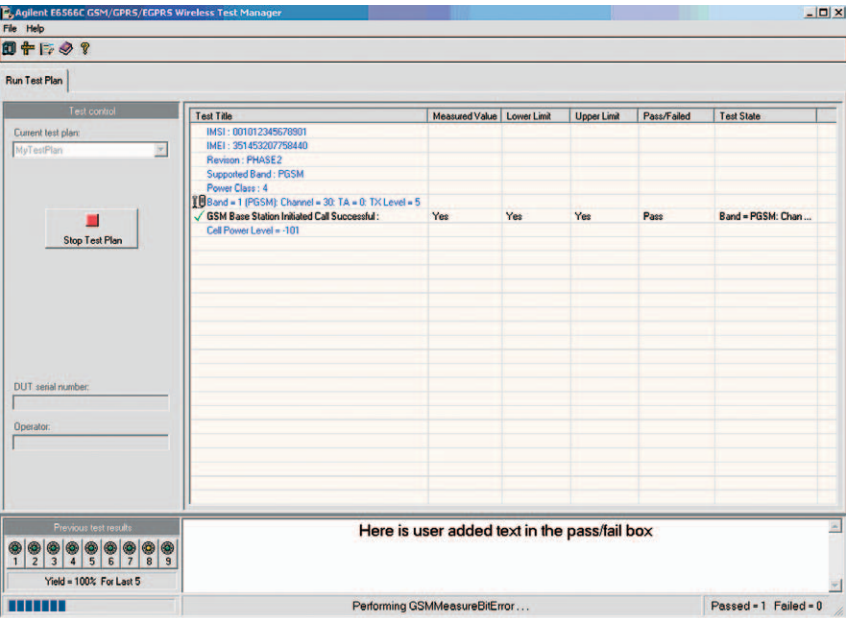 Agilent E6566C GSM/GPRS/EGPRS Wireless Test Manager
File Help
Run Test Plan
Test control
Current test plan:
MyTestPlan
Stop Test Plan
DUT serial number:
Operator:
Test Title Measured Value Lower Limit Upper Limit Pass/Failed Test State
IMSI : 001012345678901
IMEI : 351453207758440
Revison : PHASE2
Supported Band : PGSM
Power Class : 4
Band = 1 (PGSM): Channel = 30: TA = 0: TX Level = 5
GSM Base Station Initiated Call Successful : Yes Yes Yes Pass Band = PGSM: Chan ...
Cell Power Level = -101
Previous test results
1 2 3 4 5 6 7 8 9
Yield = 100% For Last 5
Here is user added text in the pass/fail box
Performing GSMMeasureBitError . . .
Passed = 1 Failed = 0